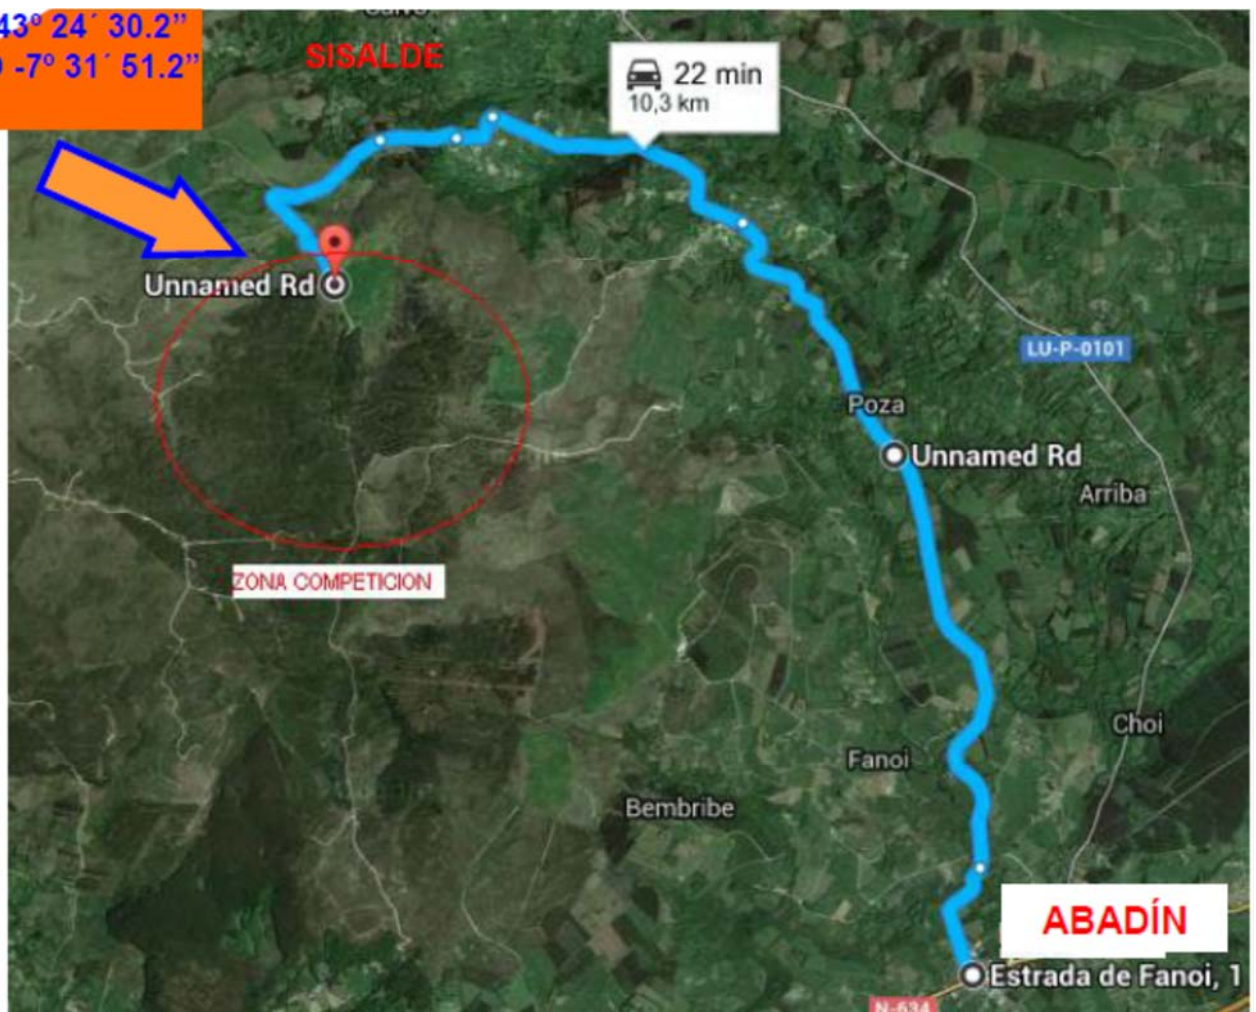 43º 24´ 30.2”
-7º 31´ 51.2”
SISALDE
22 min
10,3 km
Unnamed Rd
LU-P-0101
Poza
Unnamed Rd
Arriba
ZONA COMPETICION
Choi
Fanoi
Bembribe
ABADÍN
Estrada de Fanoi, 1
N-634